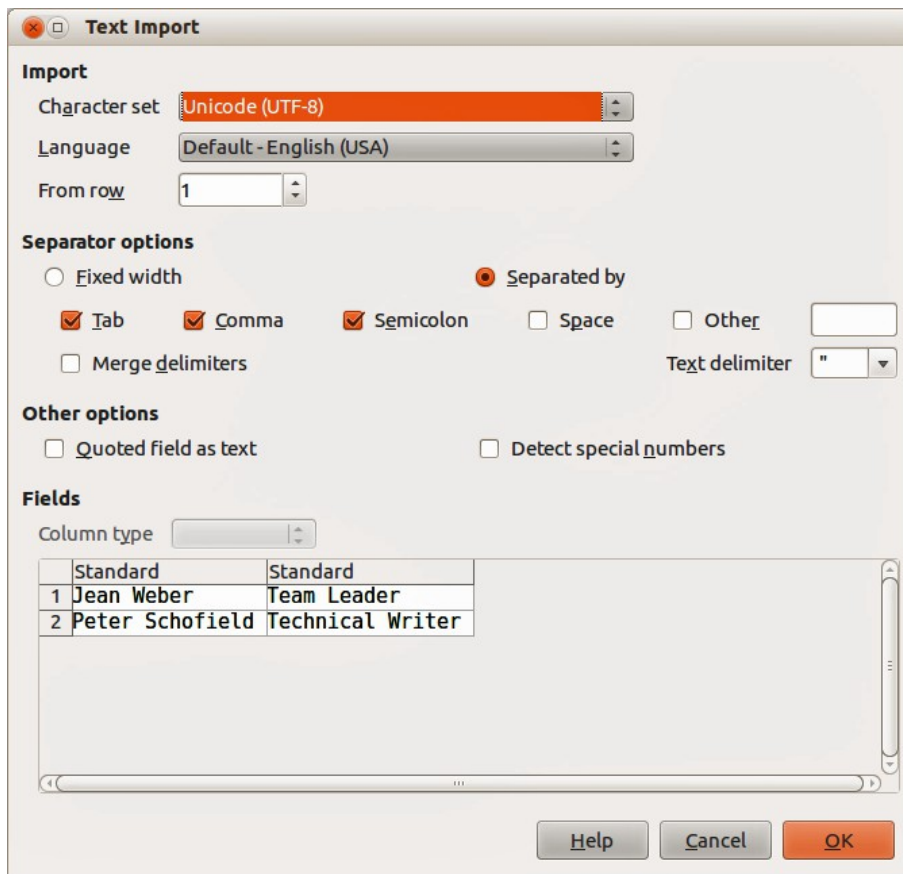 Text Import
Import
Character set Unicode (UTF-8)
Language Default - English (USA)
From row 1
Separator options
Fixed width Separated by
Tab Comma Semicolon Space Other
Merge delimiters Text delimiter "
Other options
Quoted field as text Detect special numbers
Fields
Column type
Standard Standard
1 Jean Weber Team Leader
2 Peter Schofield Technical Writer
Help Cancel OK